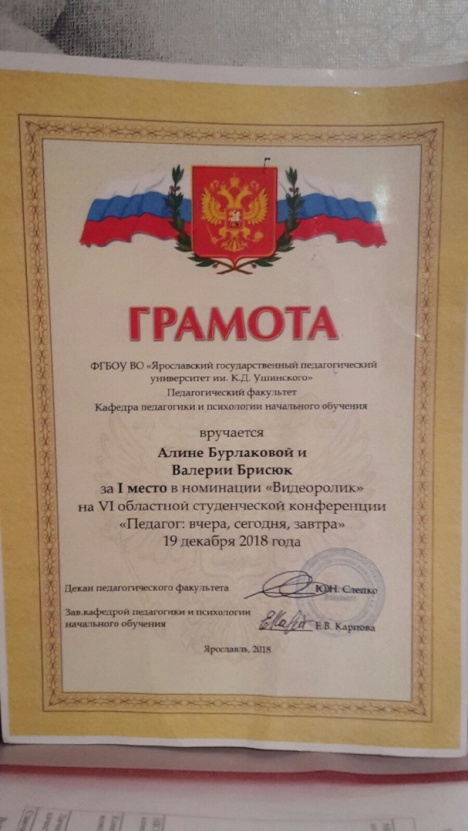 ГРАМОТА
ФГБОУ ВО «Ярославский государственный педагогический
университет им. К.Д. Ушинского»
Педагогический факультет
Кафедра педагогики и психологии начального обучения
вручается
Алине Бурлаковой и
Валерии Брисюк
за I место в номинации «Видеоролик»
на VI областной студенческой конференции
«Педагог: вчера, сегодня, завтра»
19 декабря 2018 года
Декан педагогического факультета Ю.Н. Слепко
Зав.кафедрой педагогики и психологии
начального обучения Е.В. Карпова
Ярославль, 2018